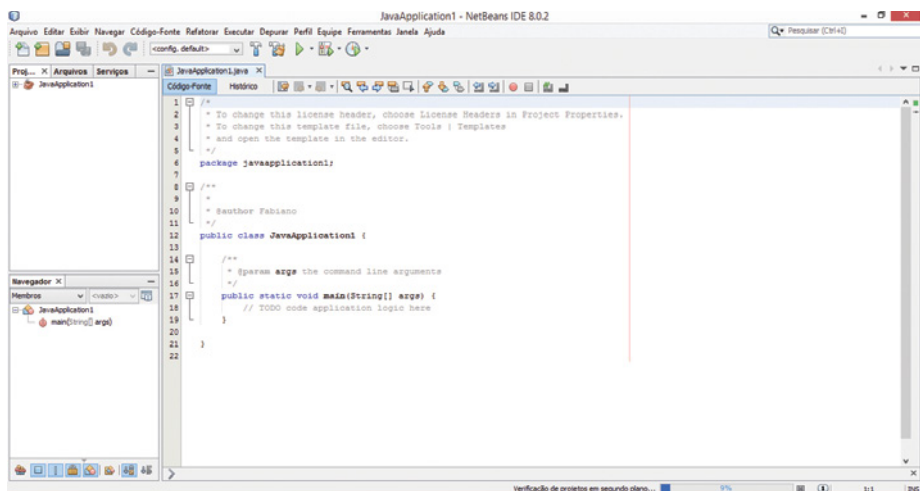 JavaApplication1 - NetBeans IDE 8.0.2
Arquivo Editar Exibir Navegar Código-Fonte Refatorar Executar Depurar Perfil Equipe Ferramentas Janela Ajuda
Pesquisar (Ctrl+I)
<config. default>
Proj... Arquivos Serviços
JavaApplication1
JavaApplication1.java
Código-Fonte Histórico
1 /*
2 * To change this license header, choose License Headers in Project Properties.
3 * To change this template file, choose Tools | Templates
4 * and open the template in the editor.
5 */
6 package javaapplication1;
7
8 /**
9 *
10 * @author Fabiano
11 */
12 public class JavaApplication1 {
13
14 /**
15 * @param args the command line arguments
16 */
17 public static void main(String[] args) {
18 // TODO code application logic here
19 }
20
21 }
22
Navegador
Membros <vazio>
JavaApplication1
main(String[] args)
Verificação de projetos em segundo plano... 9% 1:1 INS